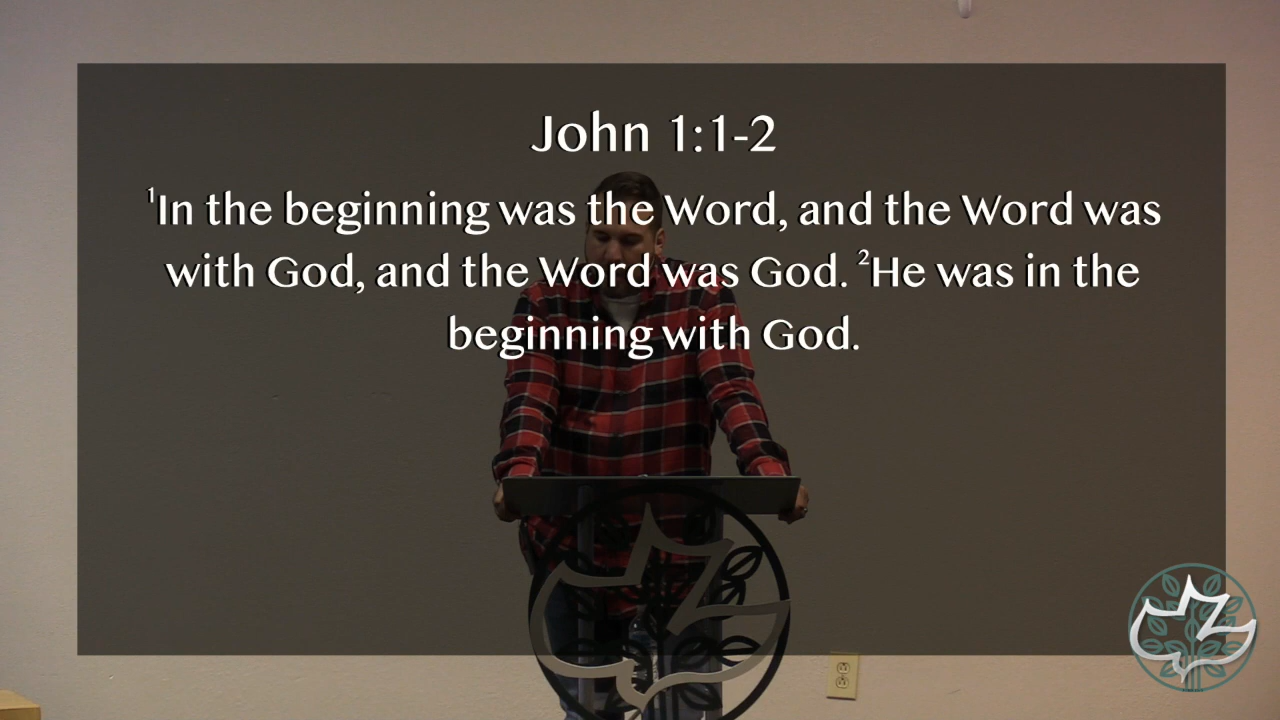 John 1:1-2
¹In the beginning was the Word, and the Word was
with God, and the Word was God. ²He was in the
beginning with God.